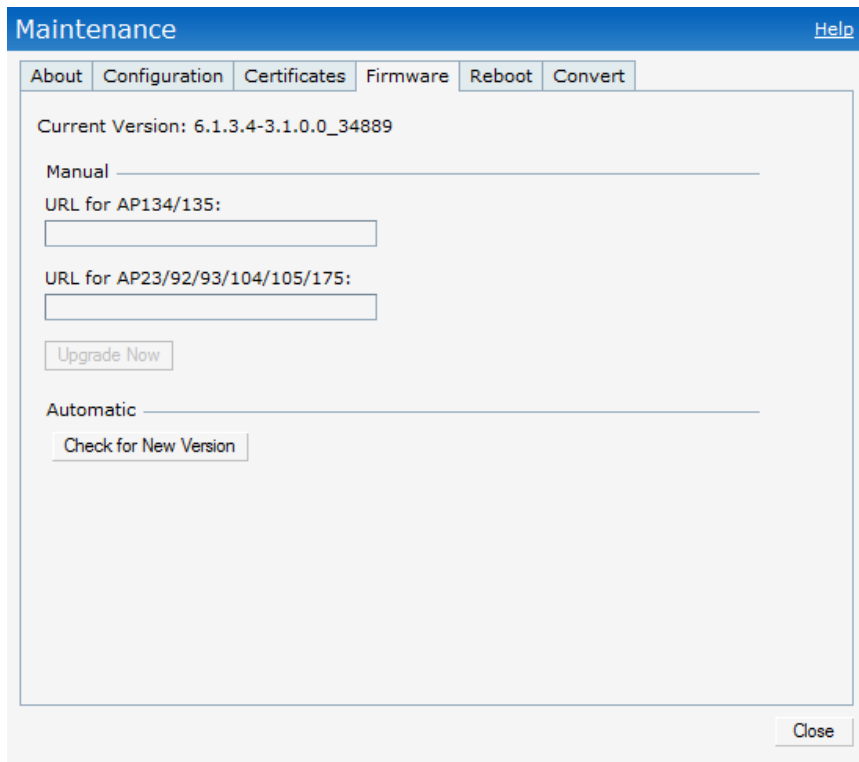 Maintenance Help
About Configuration Certificates Firmware Reboot Convert
Current Version: 6.1.3.4-3.1.0.0_34889
Manual
URL for AP134/135:
URL for AP23/92/93/104/105/175:
Upgrade Now
Automatic
Check for New Version
Close